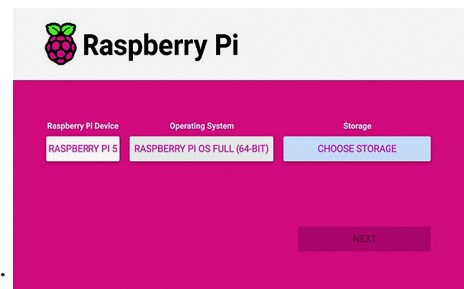 Raspberry Pi
Raspberry Pi Device Operating System Storage
RASPBERRY PI 5 RASPBERRY PI OS FULL (64-BIT) CHOOSE STORAGE
NEXT
.